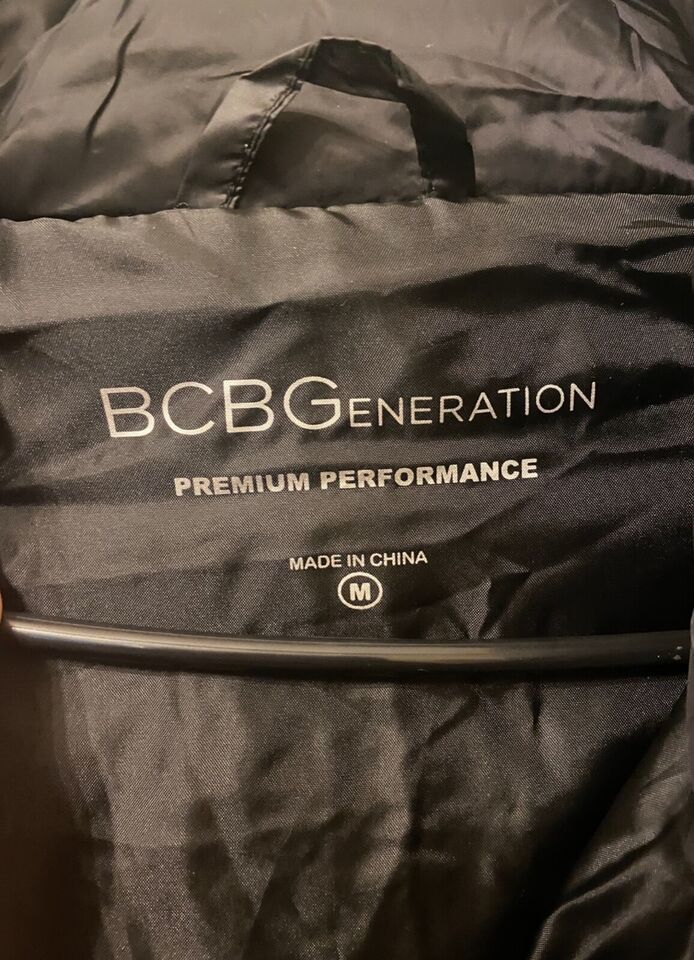 BCBGENERATION
PREMIUM PERFORMANCE
MADE IN CHINA
M